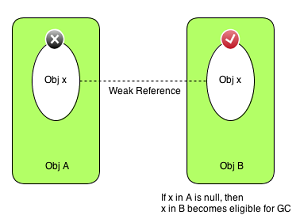 Obj x
Obj x
Weak Reference
Obj A
Obj B
If x in A is null, then
x in B becomes eligible for GC